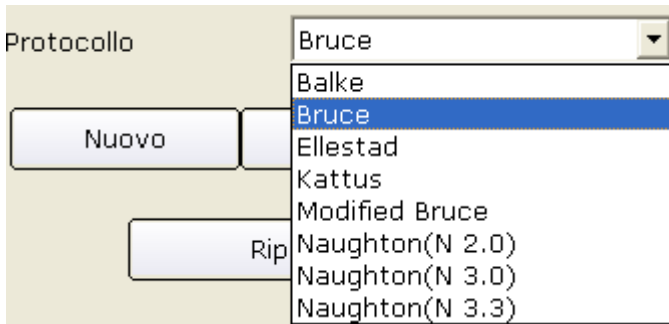 Protocollo
Bruce
Balke
Bruce
Nuovo
Ellestad
Kattus
Modified Bruce
Naughton(N 2.0)
Rip
Naughton(N 3.0)
Naughton(N 3.3)